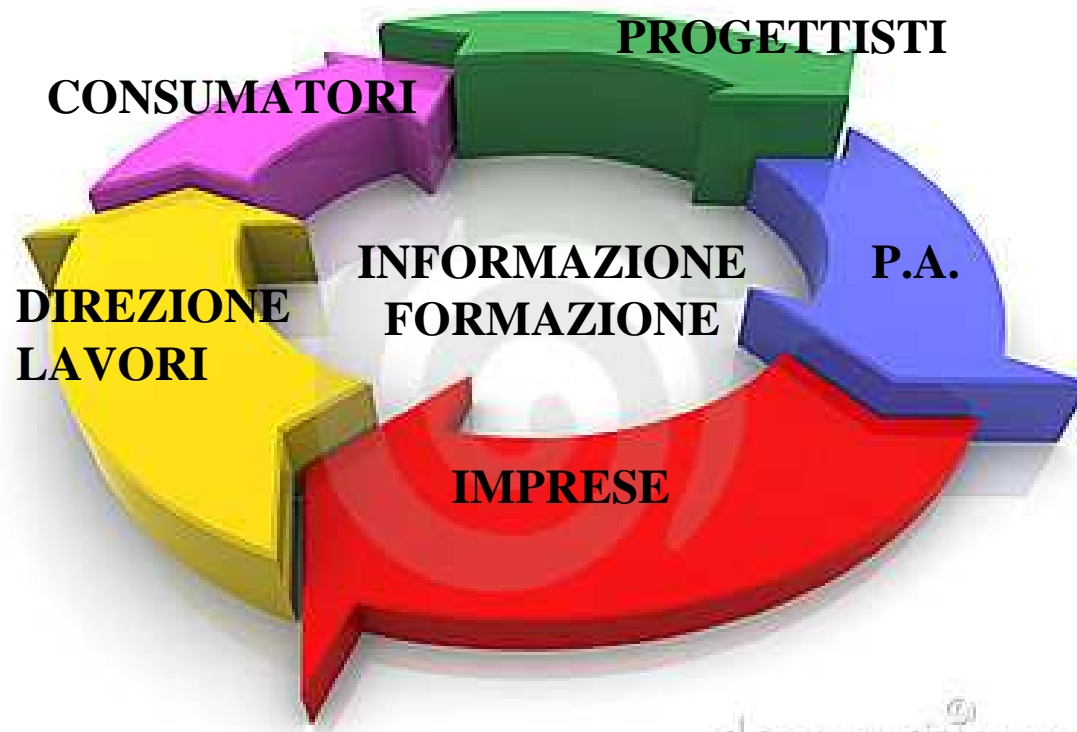 PROGETTISTI
CONSUMATORI
INFORMAZIONE
FORMAZIONE
P.A.
DIREZIONE
LAVORI
IMPRESE